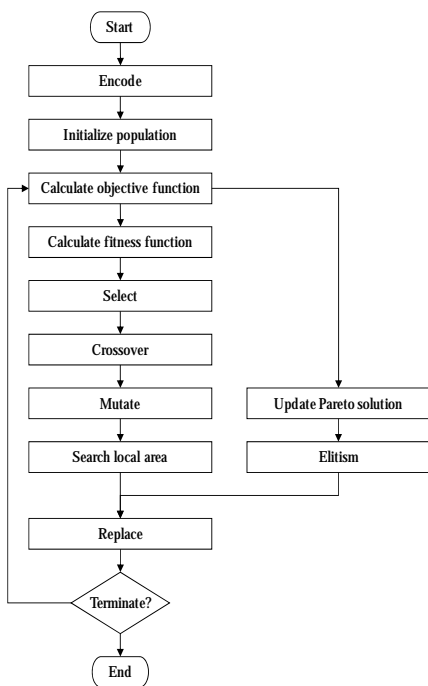 Start
Encode
Initialize population
Calculate objective function
Calculate fitness function
Select
Crossover
Mutate
Update Pareto solution
Search local area
Elitism
Replace
Terminate?
End